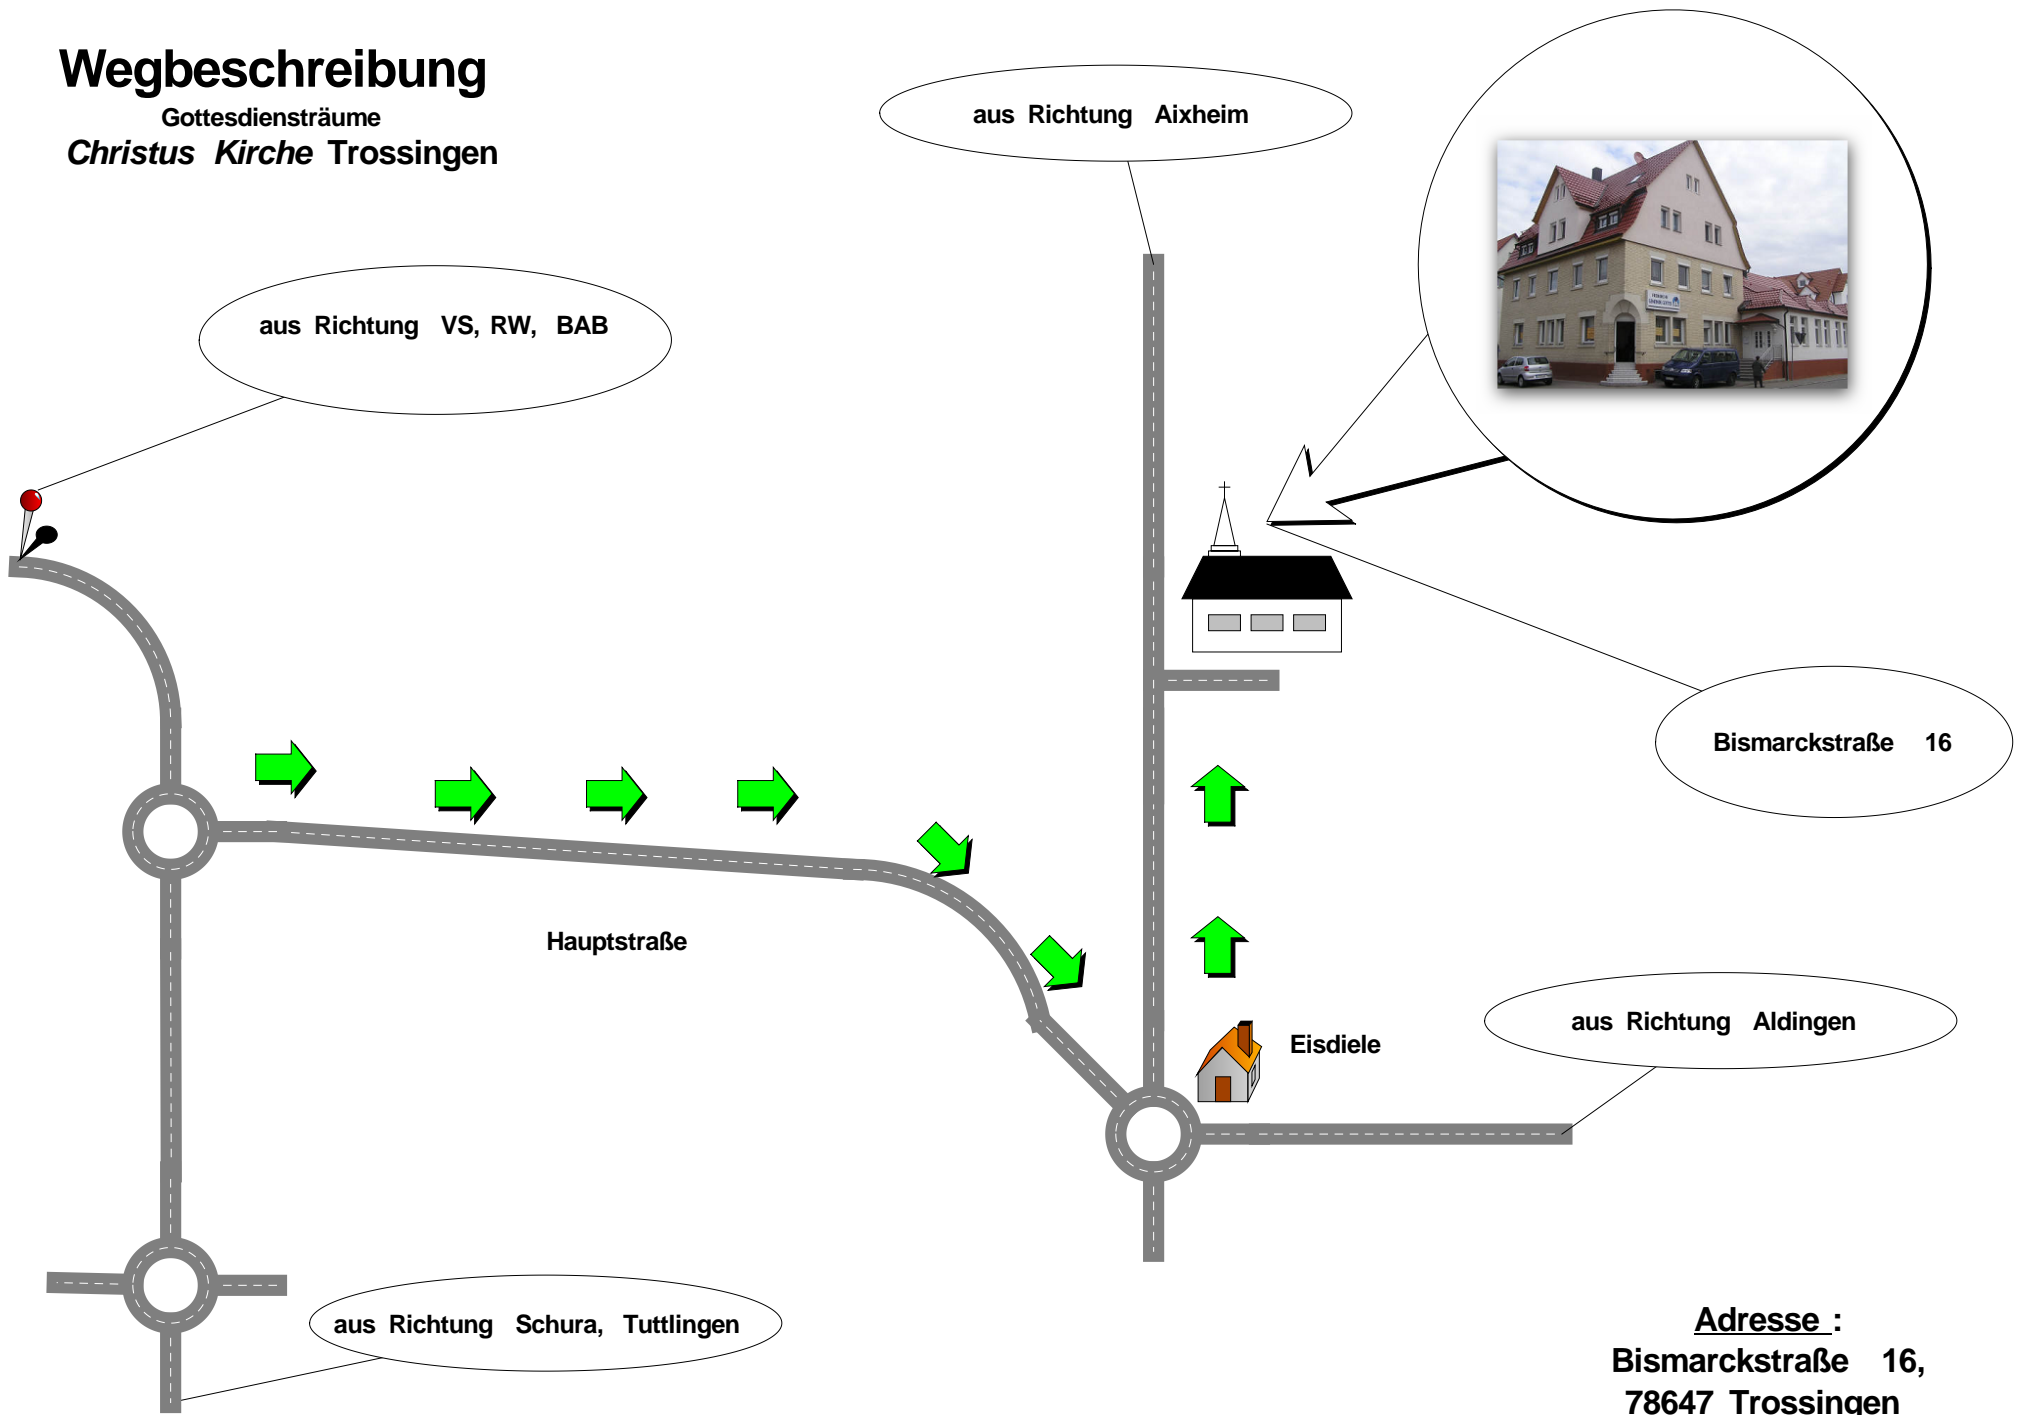 Wegbeschreibung
Gottesdiensträume
Christus Kirche Trossingen
aus Richtung Aixheim
aus Richtung VS, RW, BAB
Bismarckstraße 16
Hauptstraße
aus Richtung Aldingen
Eisdiele
aus Richtung Schura, Tuttlingen
Adresse :
Bismarckstraße 16,
78647 Trossingen